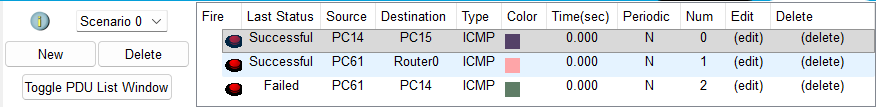 Scenario 0
New Delete
Toggle PDU List Window
Fire Last Status Source Destination Type Color Time(sec) Periodic Num Edit Delete
Successful PC14 PC15 ICMP 0.000 N 0 (edit) (delete)
Successful PC61 Router0 ICMP 0.000 N 1 (edit) (delete)
Failed PC61 PC14 ICMP 0.000 N 2 (edit) (delete)